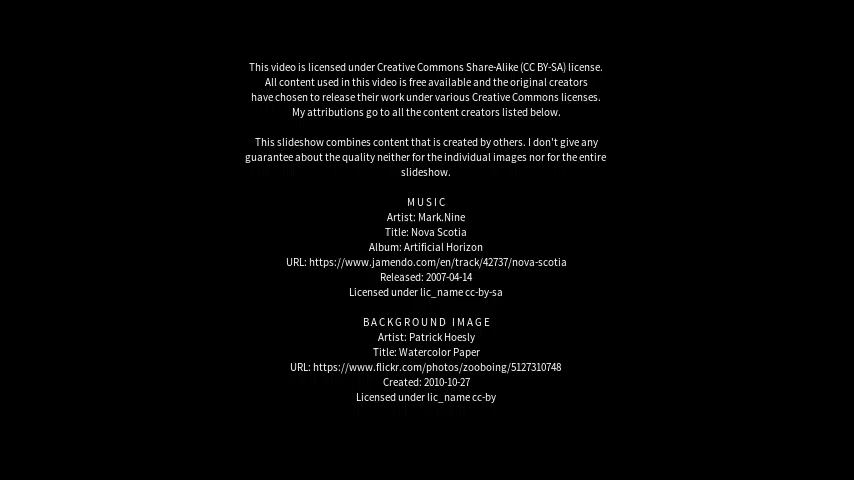 This video is licensed under Creative Commons Share-Alike (CC BY-SA) license.
All content used in this video is free available and the original creators
have chosen to release their work under various Creative Commons licenses.
My attributions go to all the content creators listed below.
This slideshow combines content that is created by others. I don't give any
guarantee about the quality neither for the individual images nor for the entire
slideshow.
MUSIC
Artist: Mark.Nine
Title: Nova Scotia
Album: Artificial Horizon
URL: https://www.jamendo.com/en/track/42737/nova-scotia
Released: 2007-04-14
Licensed under lic_name cc-by-sa
BACKGROUND IMAGE
Artist: Patrick Hoesly
Title: Watercolor Paper
URL: https://www.flickr.com/photos/zooboing/5127310748
Created: 2010-10-27
Licensed under lic_name cc-by